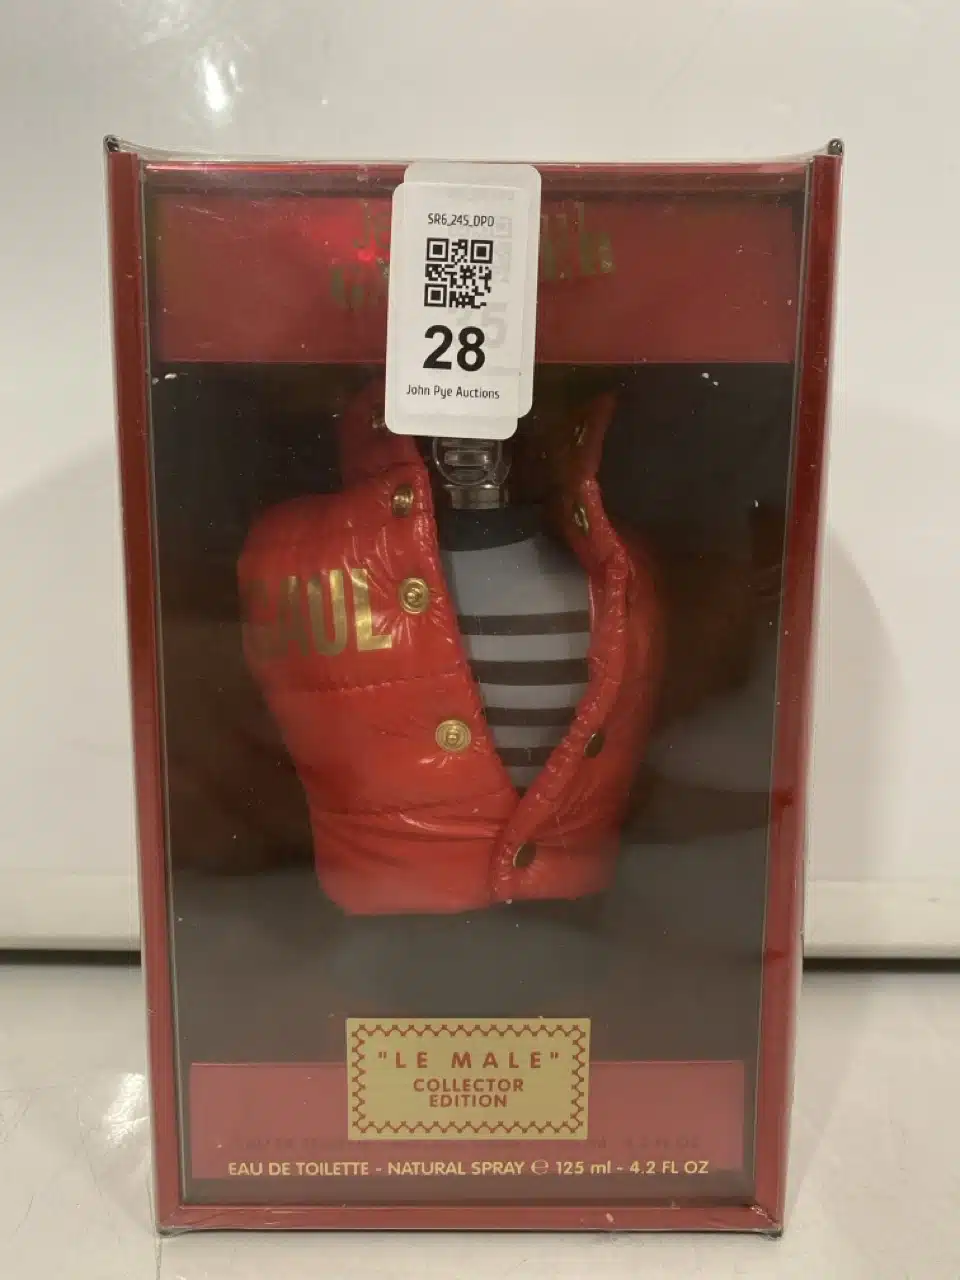 SR6_245_DPD
28
John Pye Auctions
GAUL
"LE MALE"
COLLECTOR
EDITION
EAU DE TOILETTE - NATURAL SPRAY ℮ 125 ml - 4.2 FL OZ